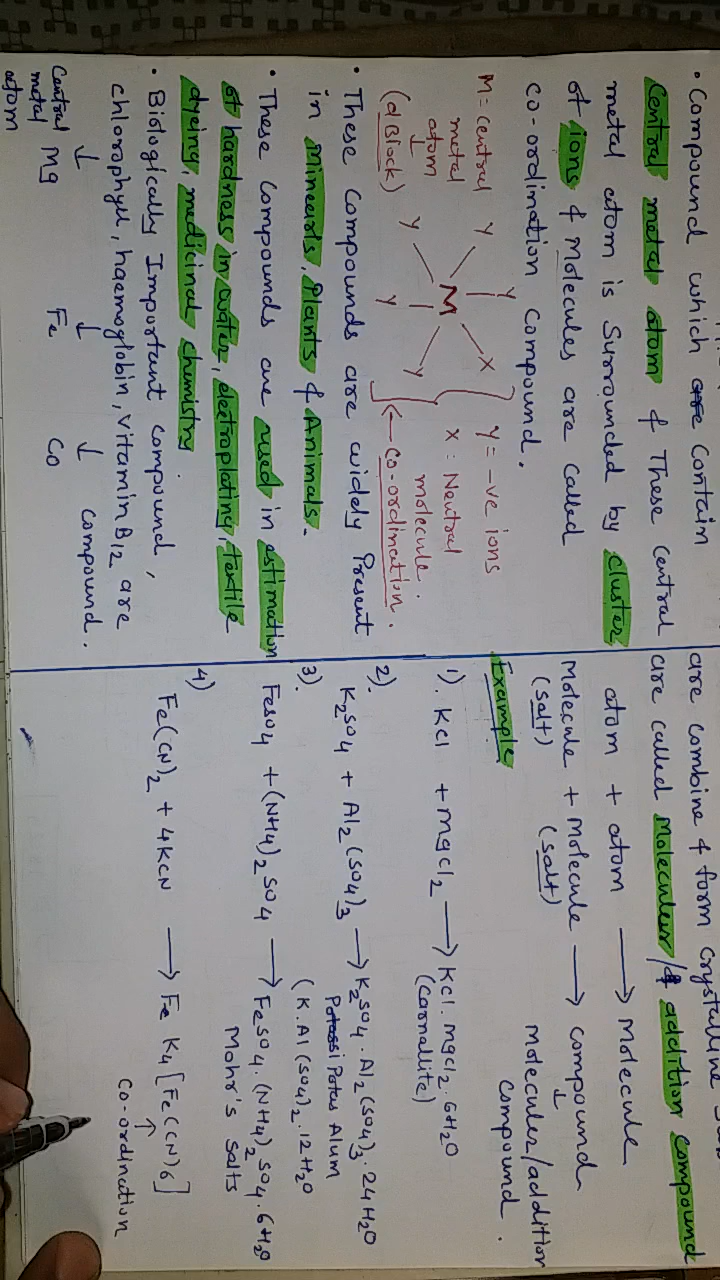 • Compound which are Contain
Central metal atom & These Central
metal atom is Surrounded by cluster
of ions & Molecules are called
co-ordination compound.
M = Central
metal
atom
(d Block)
Y
Y
X
M
Y
Y
Y
Y = -ve ions
X : Neutral
molecule.
← Co-ordination.
• These Compounds are widely Present
in Minearls, Plants & Animals.
• These Compounds are used in estimation
of hardness in water, electroplating, textile
dyeing, medicinal chemistry.
• Biologically Important compound,
chlorophyll, haemoglobin, Vitamin B12 are
↓ ↓ ↓ compound.
Central Mg Fe Co
metal
atom
are combine & form crystalline
are called Molecular/& addition compound
atom + atom → Molecule
Molecule + Molecule → compound
(Salt) (Salt) ↓
molecules/addition
compound.
Example
1). KCl + MgCl2 → KCl. MgCl2. 6H2O
(Carnallite)
2).
K2SO4 + Al2(SO4)3 → K2SO4. Al2(SO4)3. 24H2O
Potassi Potas Alum
3). (K.Al(SO4)2. 12H2O
FeSO4 + (NH4)2SO4 → FeSO4. (NH4)2SO4. 6H2O
Mohr's Salts
4)
Fe(CN)2 + 4KCN → Fe K4[Fe(CN)6]
↑
Co-ordination